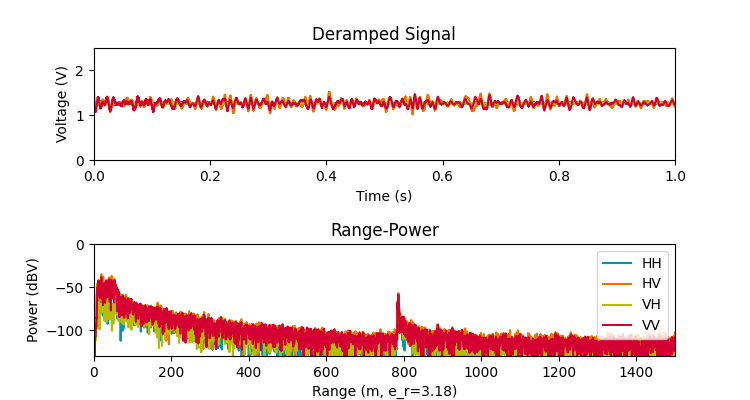 Deramped Signal
Voltage (V)
2
1
0
0.0 0.2 0.4 0.6 0.8 1.0
Time (s)
Range-Power
Power (dBV)
0
−50
−100
HH
HV
VH
VV
0 200 400 600 800 1000 1200 1400
Range (m, e_r=3.18)